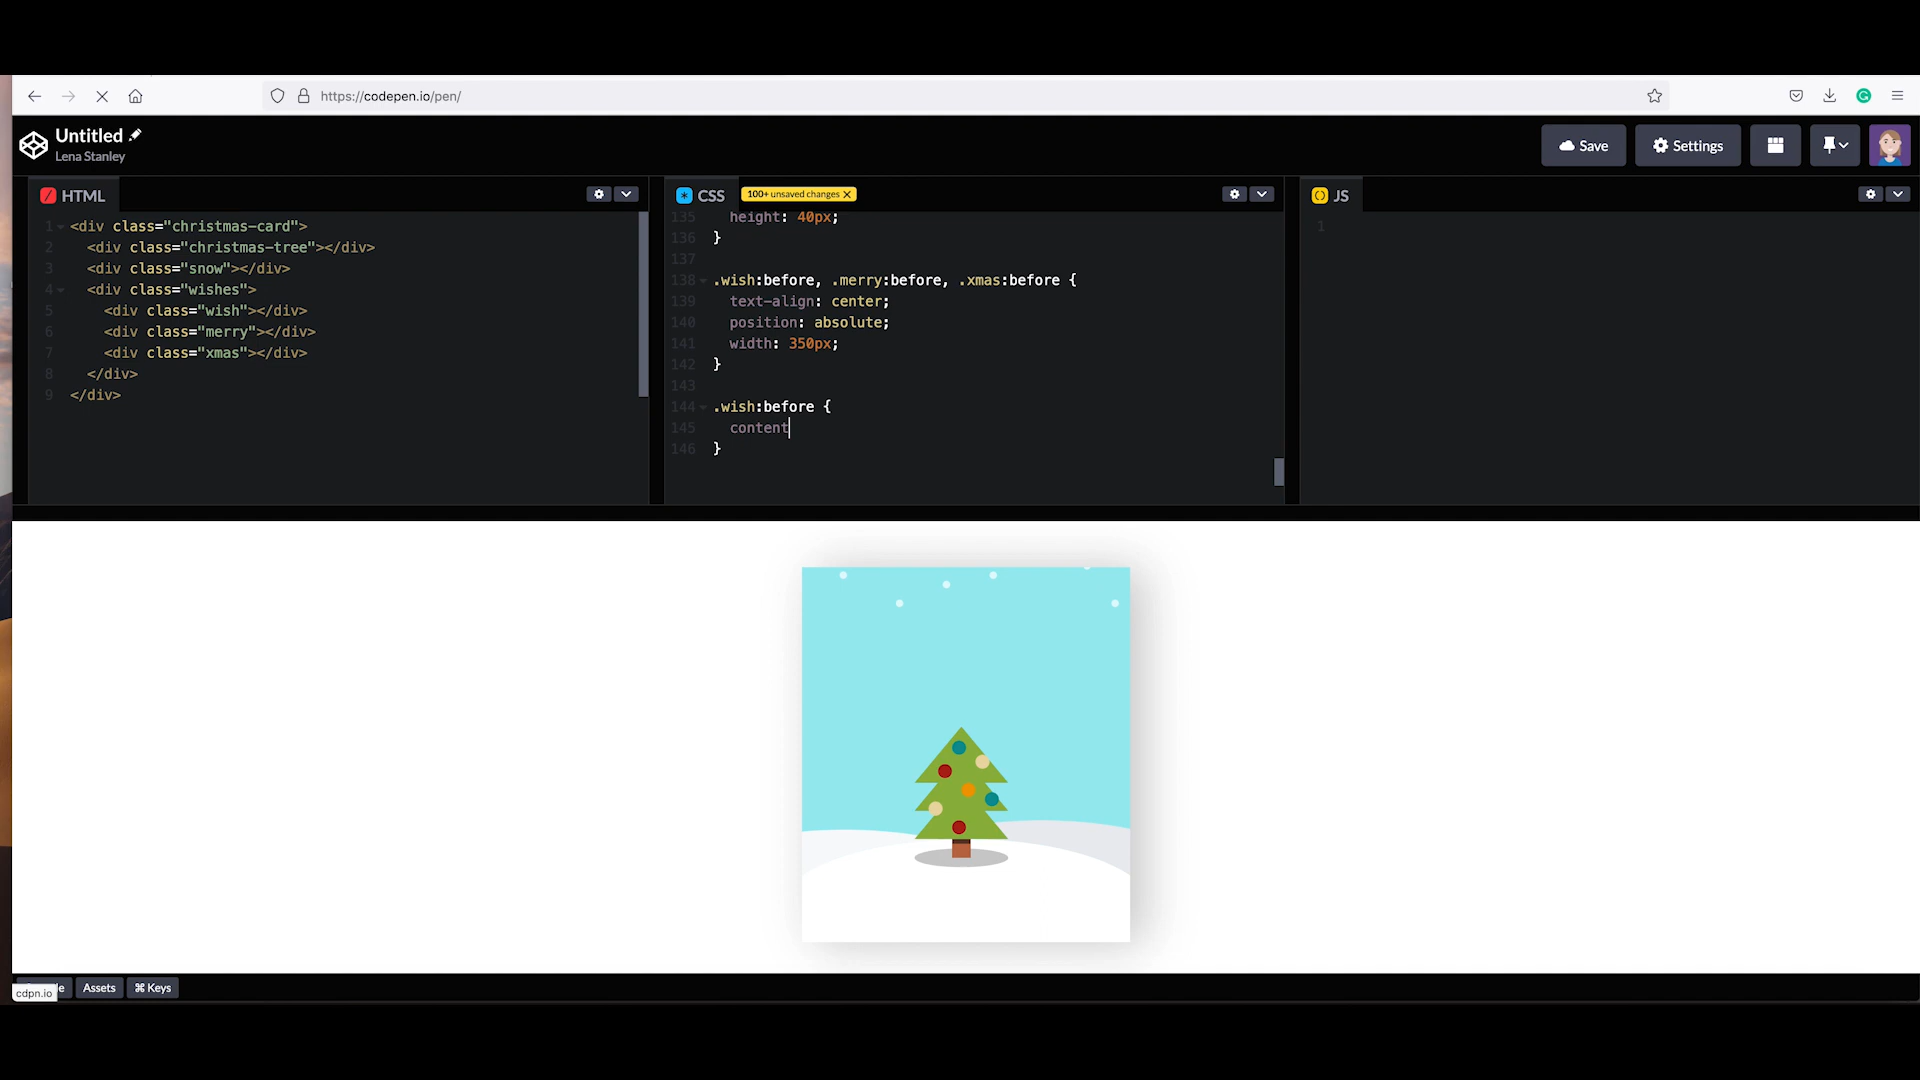 https://codepen.io/pen/
Untitled
Lena Stanley
Save
Settings
HTML
CSS
100+ unsaved changes
JS
1 <div class="christmas-card">
2 <div class="christmas-tree"></div>
3 <div class="snow"></div>
4 <div class="wishes">
5 <div class="wish"></div>
6 <div class="merry"></div>
7 <div class="xmas"></div>
8 </div>
9 </div>
135 height: 40px;
136 }
137
138 .wish:before, .merry:before, .xmas:before {
139 text-align: center;
140 position: absolute;
141 width: 350px;
142 }
143
144 .wish:before {
145 content
146 }
1
cdpn.io
Assets
⌘ Keys